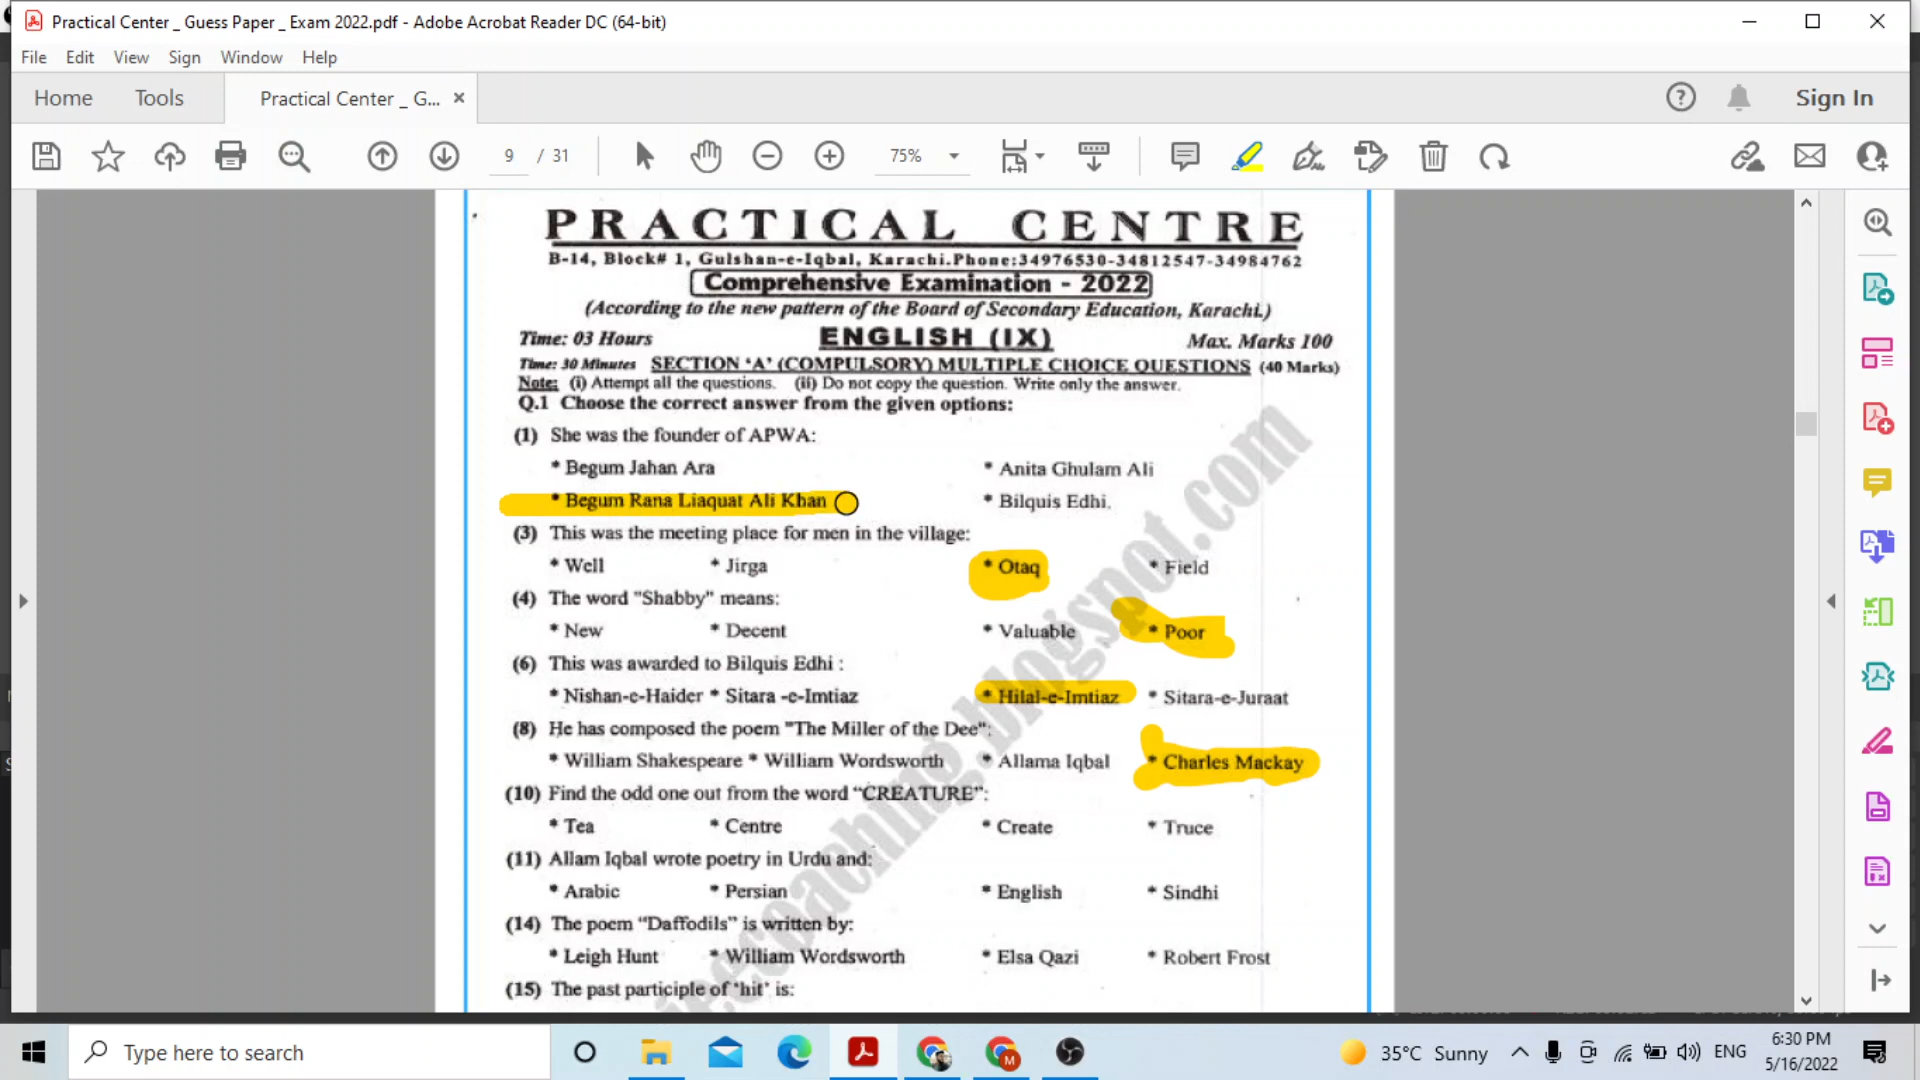 Practical Center _ Guess Paper _ Exam 2022.pdf - Adobe Acrobat Reader DC (64-bit)
File Edit View Sign Window Help
Home Tools Practical Center _ G... × Sign In
9 / 31 75%
PRACTICAL CENTRE
B-14, Block# 1, Gulshan-e-Iqbal, Karachi.Phone:34976530-34812547-34984762
Comprehensive Examination - 2022
(According to the new pattern of the Board of Secondary Education, Karachi.)
Time: 03 Hours ENGLISH (IX) Max. Marks 100
Time: 30 Minutes SECTION 'A' (COMPULSORY) MULTIPLE CHOICE QUESTIONS (40 Marks)
Note: (i) Attempt all the questions. (ii) Do not copy the question. Write only the answer.
Q.1 Choose the correct answer from the given options:
(1) She was the founder of APWA:
* Begum Jahan Ara * Anita Ghulam Ali
* Begum Rana Liaquat Ali Khan * Bilquis Edhi.
(3) This was the meeting place for men in the village:
* Well * Jirga * Otaq * Field
(4) The word "Shabby" means:
* New * Decent * Valuable * Poor
(6) This was awarded to Bilquis Edhi :
* Nishan-e-Haider * Sitara -e-Imtiaz * Hilal-e-Imtiaz * Sitara-e-Juraat
(8) He has composed the poem "The Miller of the Dee":
* William Shakespeare * William Wordsworth * Allama Iqbal * Charles Mackay
(10) Find the odd one out from the word "CREATURE":
* Tea * Centre * Create * Truce
(11) Allam Iqbal wrote poetry in Urdu and:
* Arabic * Persian * English * Sindhi
(14) The poem "Daffodils" is written by:
* Leigh Hunt * William Wordsworth * Elsa Qazi * Robert Frost
(15) The past participle of 'hit' is:
coaching.blogspot.com
Type here to search
35°C Sunny ENG 6:30 PM
5/16/2022